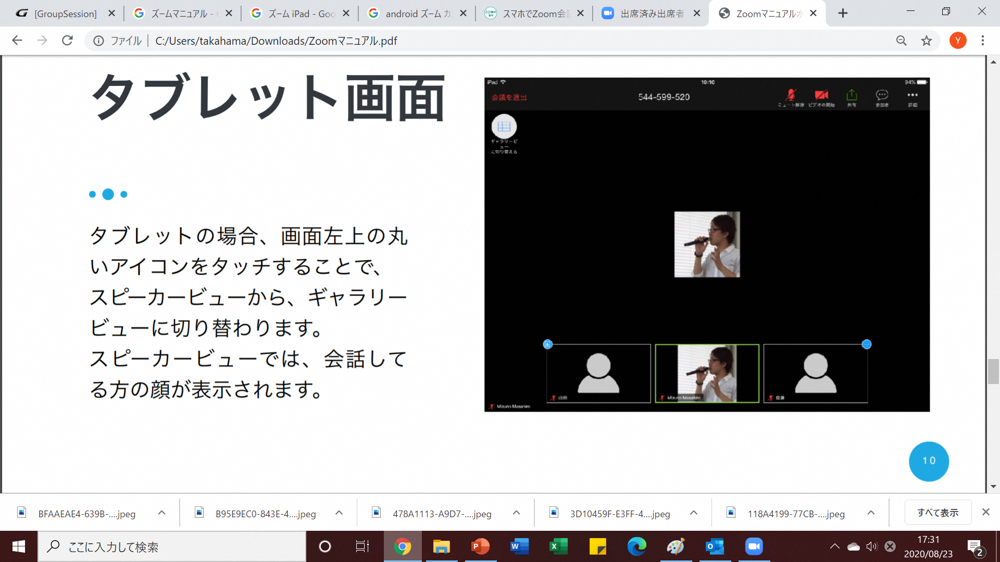 [GroupSession]
ズームマニュアル -
ズーム iPad - Goo
android ズーム カ
スマホでZoom会
出席済み出席者
Zoomマニュアル
ファイル
C:/Users/takahama/Downloads/Zoomマニュアル.pdf
Y
タブレット画面
タブレットの場合、画面左上の丸
いアイコンをタッチすることで、
スピーカービューから、ギャラリー
ビューに切り替わります。
スピーカービューでは、会話して
る方の顔が表示されます。
iPad
10:16
94%
会議を退出
544-599-520
ミュート解除
ビデオの開始
共有
参加者
詳細
ギャラリービ
ュー
に切り替える
山田
Mizuno Masahiro
佐藤
Mizuno Masahiro
10
BFAAEAE4-639B-....jpeg
B95E9EC0-843E-4....jpeg
478A1113-A9D7-....jpeg
3D10459F-E3FF-4....jpeg
118A4199-77CB-....jpeg
すべて表示
ここに入力して検索
17:31
2020/08/23
2